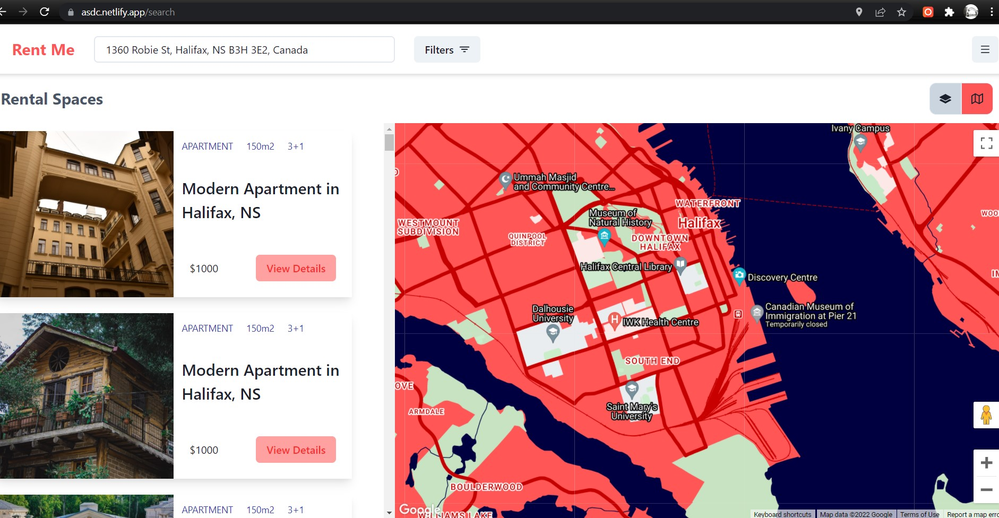 asdc.netlify.app/search
Rent Me
1360 Robie St, Halifax, NS B3H 3E2, Canada
Filters
Rental Spaces
APARTMENT 150m2 3+1
Modern Apartment in
Halifax, NS
$1000
View Details
APARTMENT 150m2 3+1
Modern Apartment in
Halifax, NS
$1000
View Details
APARTMENT 150m2 3+1
Ivany Campus
Ummah Masjid
and Community Centre...
WATERFRONT
Halifax
Museum of
Natural History
WESTMOUNT
SUBDIVISION
QUINPOOL
DISTRICT
DOWNTOWN
HALIFAX
Halifax Central Library
Discovery Centre
Canadian Museum of
Immigration at Pier 21
Temporarily closed
Dalhousie
University
H
IWK Health Centre
SOUTH END
Saint Mary's
University
OVE
ARMDALE
BOULDERWOOD
WOO
Google
WILLIAMS LAKE
Keyboard shortcuts
Map data ©2022 Google
Terms of Use
Report a map erro